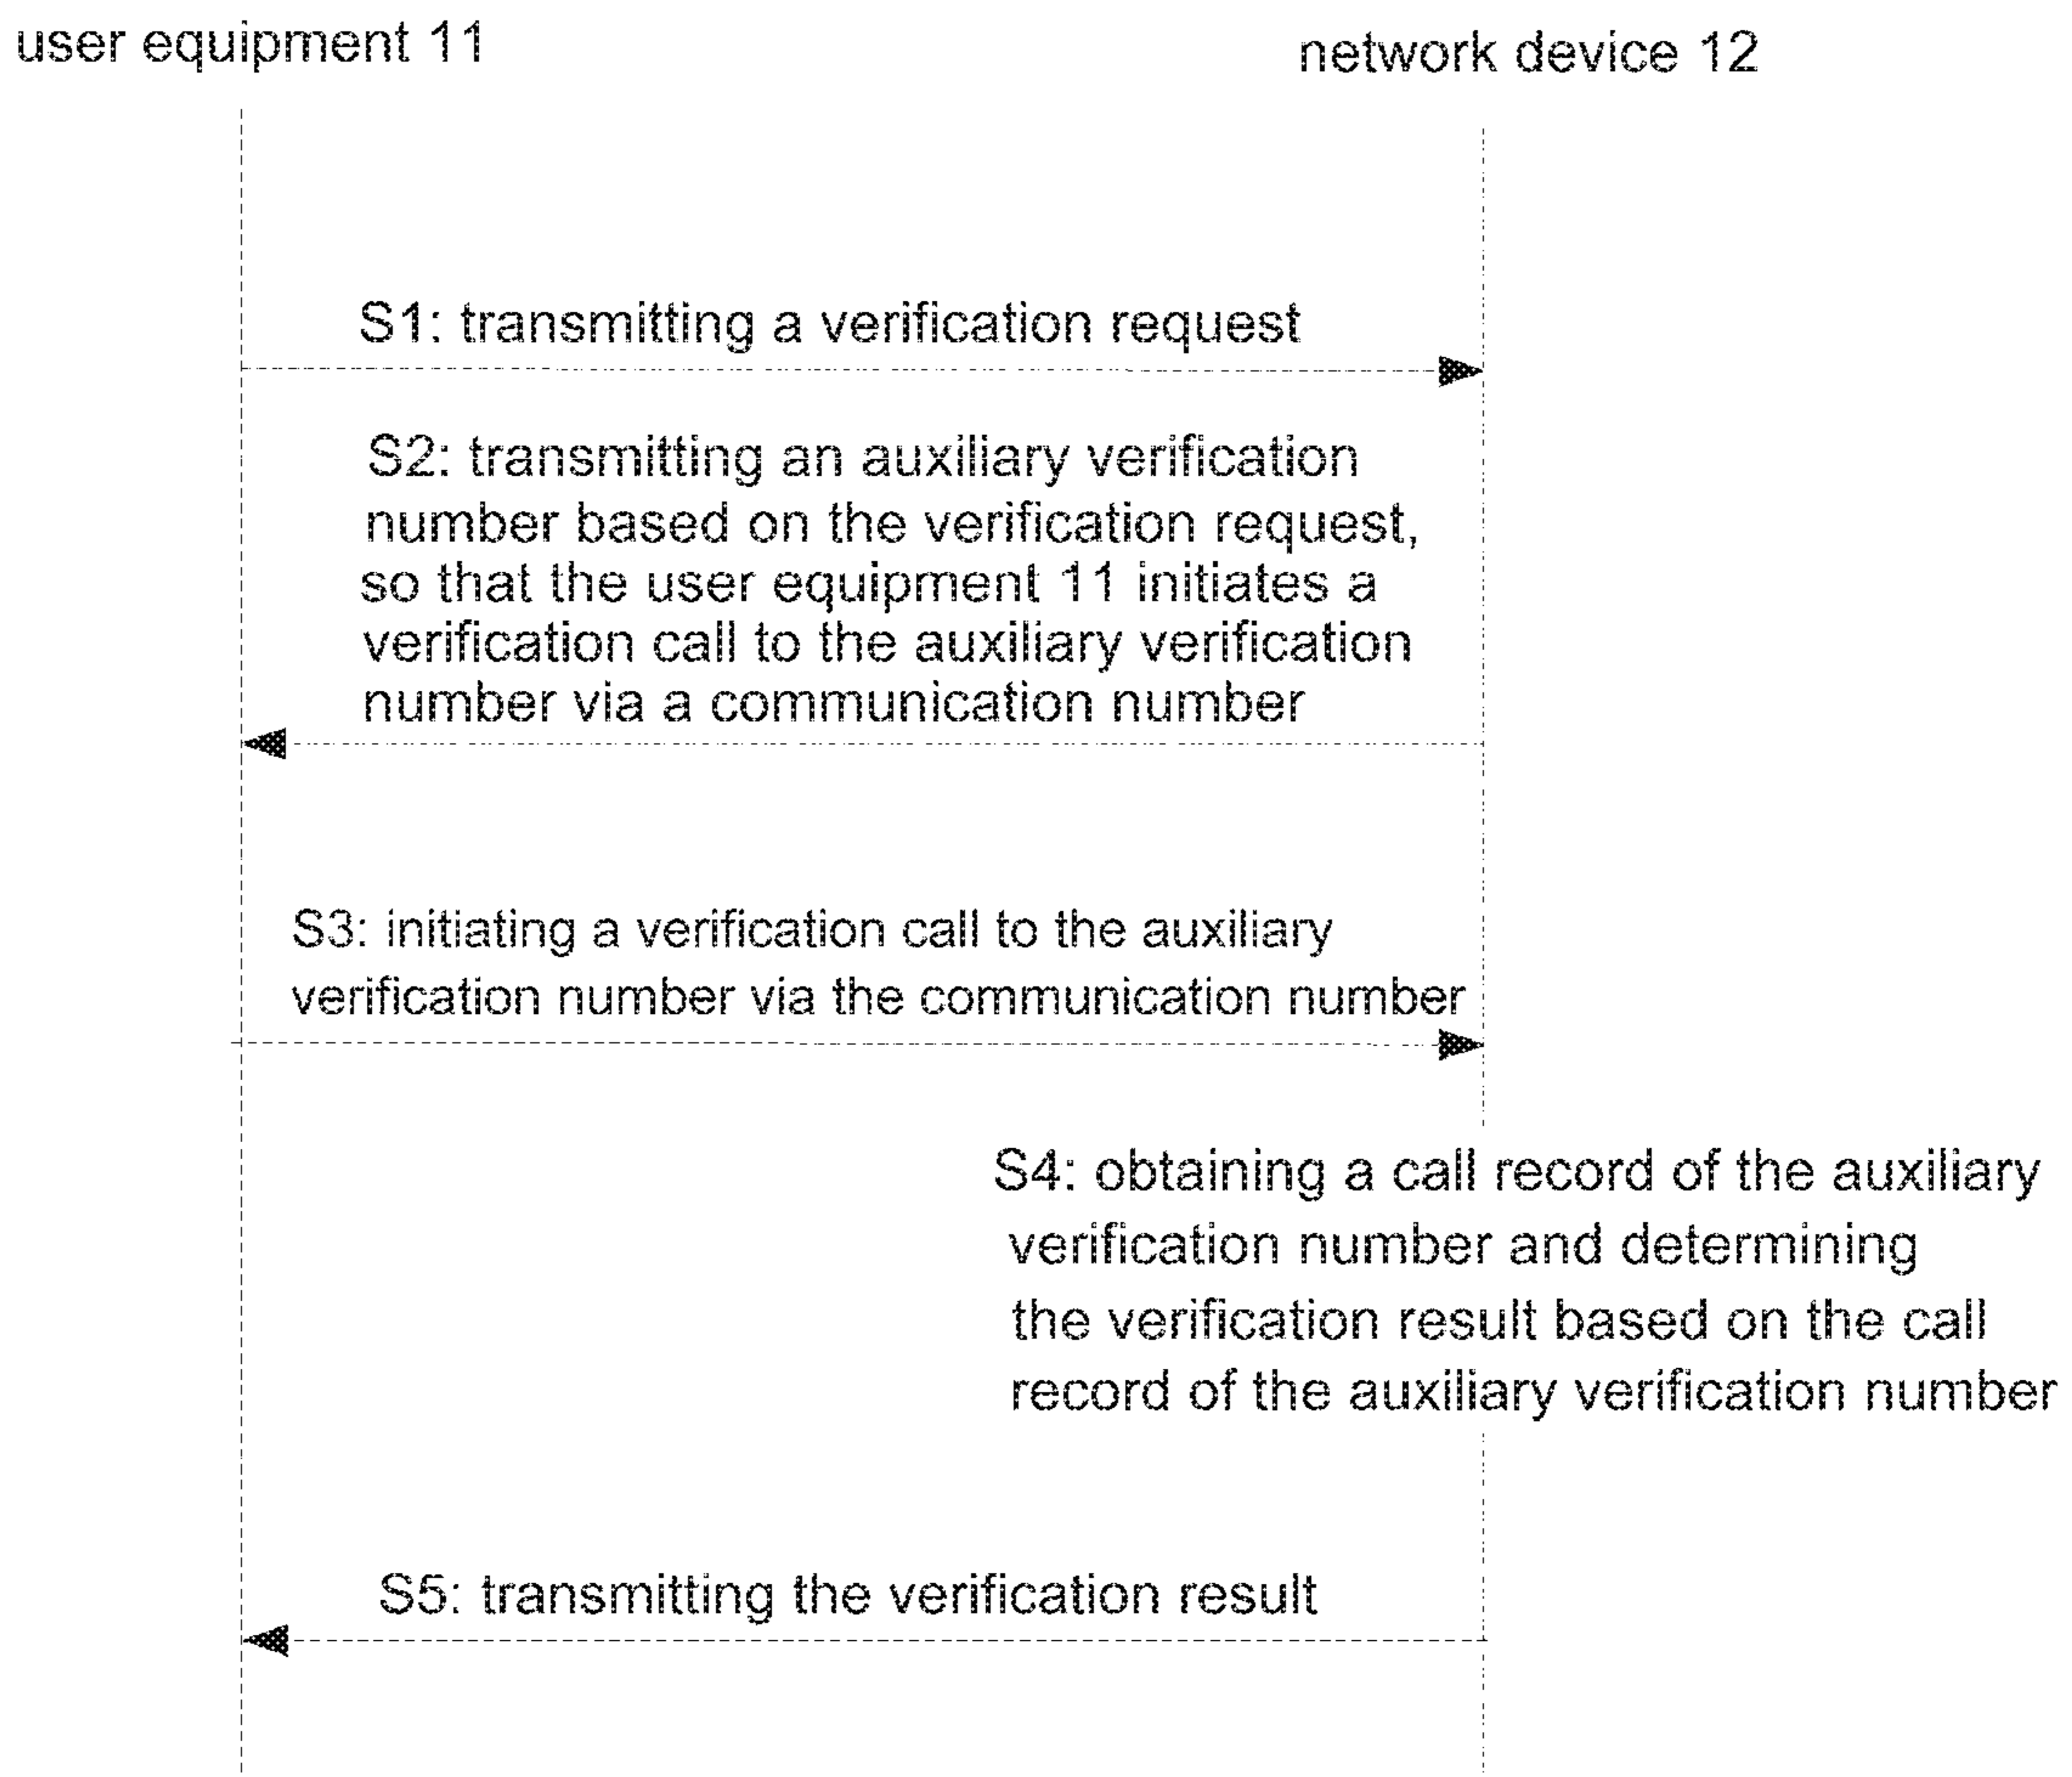 user equipment 11
network device 12
S1: transmitting a verification request
S2: transmitting an auxiliary verification
number based on the verification request,
so that the user equipment 11 initiates a
verification call to the auxiliary verification
number via a communication number
S3: initiating a verification call to the auxiliary
verification number via the communication number
S4: obtaining a call record of the auxiliary
verification number and determining
the verification result based on the call
record of the auxiliary verification number
S5: transmitting the verification result